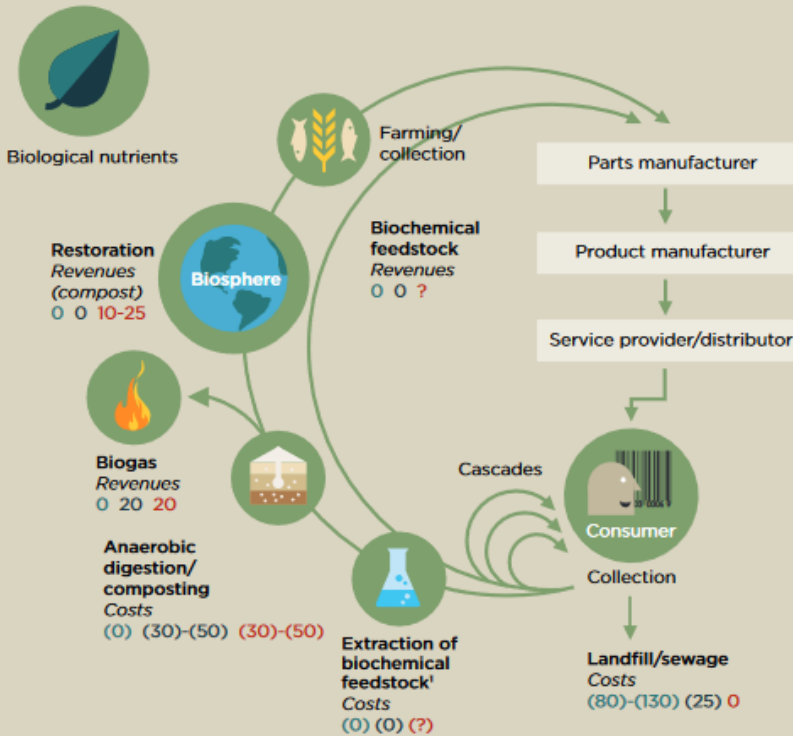 Biological nutrients
Farming/
collection
Parts manufacturer
Restoration
Revenues
(compost)
0 0 10-25
Biosphere
Biochemical
feedstock
Revenues
0 0 ?
Product manufacturer
Service provider/distributor
Biogas
Revenues
0 20 20
Cascades
Consumer
Collection
Anaerobic
digestion/
composting
Costs
(0) (30)-(50) (30)-(50)
Extraction of
biochemical
feedstock¹
Costs
(0) (0) (?)
Landfill/sewage
Costs
(80)-(130) (25) 0